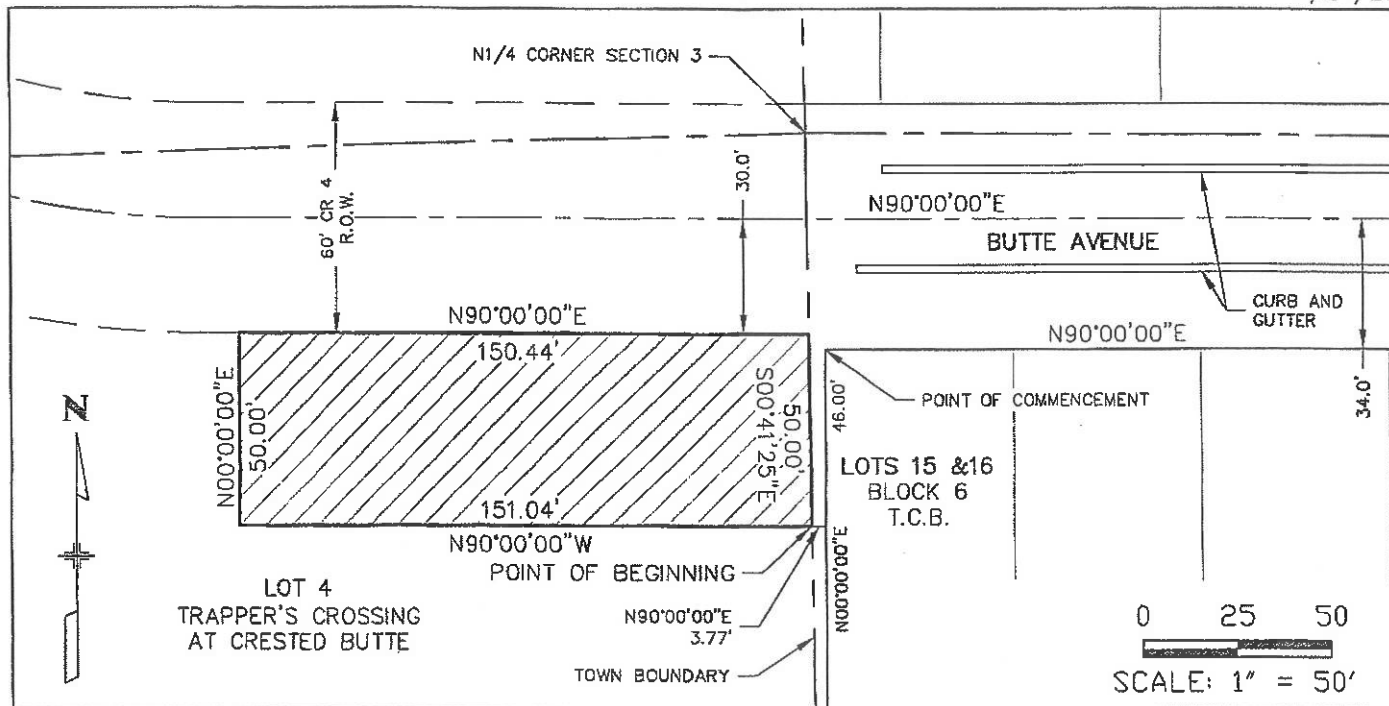 N1/4 CORNER SECTION 3
60' CR 4
R.O.W.
30.0'
N90°00'00"E
BUTTE AVENUE
CURB AND
GUTTER
34.0'
N90°00'00"E
N90°00'00"E
150.44'
N00°00'00"E
50.00'
S00°41'25"E
50.00'
46.00'
POINT OF COMMENCEMENT
LOTS 15 &16
BLOCK 6
T.C.B.
151.04'
N90°00'00"W
POINT OF BEGINNING
N90°00'00"E
3.77'
N00°00'00"E
TOWN BOUNDARY
N
LOT 4
TRAPPER'S CROSSING
AT CRESTED BUTTE
0 25 50
SCALE: 1" = 50'